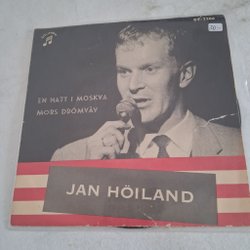 EN NATT I MOSKVA
MORS DRÖMVÄV
JAN HÖILAND